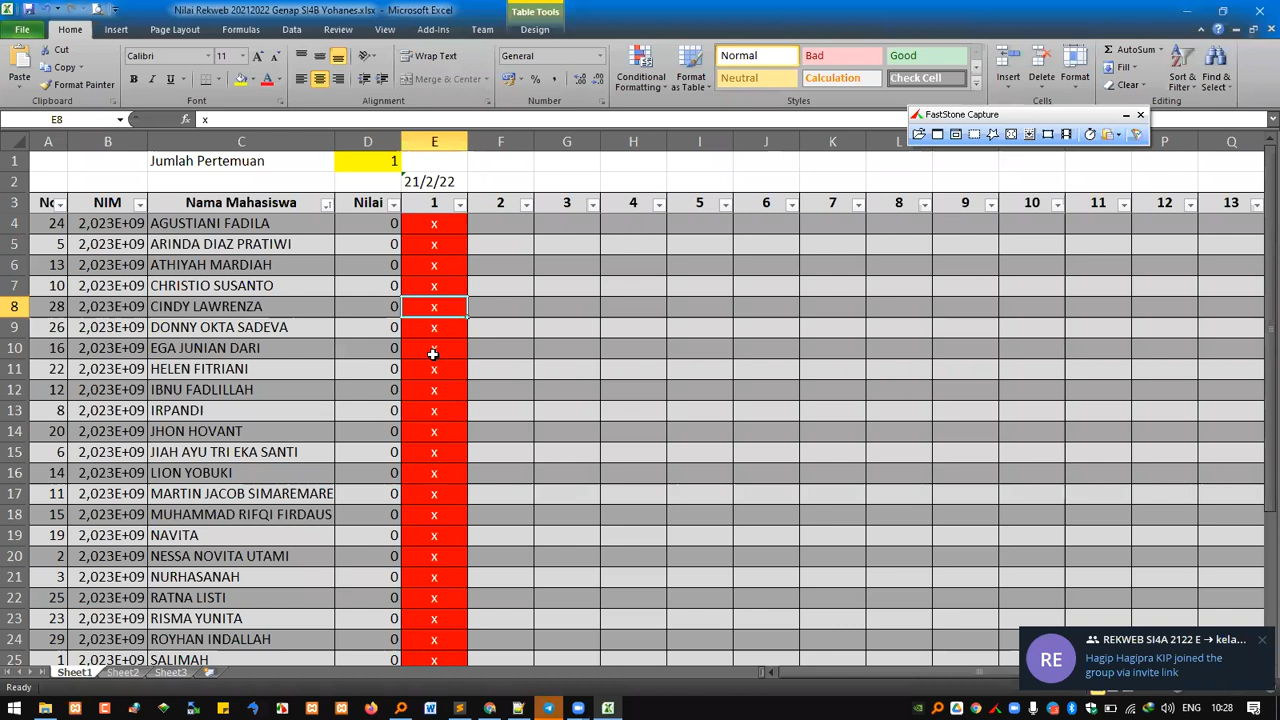 Nilai Rekweb 20212022 Genap SI4B Yohanes.xlsx - Microsoft Excel
Table Tools
File Home Insert Page Layout Formulas Data Review View Add-Ins Team Design
Paste Cut Copy Format Painter
Calibri 11 B I U
Wrap Text Merge & Center
General % ,
Conditional Formatting Format as Table
Normal Bad Good
Neutral Calculation Check Cell
Insert Delete Format
AutoSum Fill Clear Sort & Filter Find & Select
Clipboard Font Alignment Number Styles Cells Editing
FastStone Capture
E8 fx x
A B C D E F G H I J K L P Q
1 Jumlah Pertemuan 1
2 21/2/22
3 NIM Nama Mahasiswa Nilai 1 2 3 4 5 6 7 8 9 10 11 12 13
4 24 2,023E+09 AGUSTIANI FADILA 0 x
5 5 2,023E+09 ARINDA DIAZ PRATIWI 0 x
6 13 2,023E+09 ATHIYAH MARDIAH 0 x
7 10 2,023E+09 CHRISTIO SUSANTO 0 x
8 28 2,023E+09 CINDY LAWRENZA 0 x
9 26 2,023E+09 DONNY OKTA SADEVA 0 x
10 16 2,023E+09 EGA JUNIAN DARI 0
11 22 2,023E+09 HELEN FITRIANI 0 x
12 12 2,023E+09 IBNU FADLILLAH 0 x
13 8 2,023E+09 IRPANDI 0 x
14 20 2,023E+09 JHON HOVANT 0 x
15 6 2,023E+09 JIAH AYU TRI EKA SANTI 0 x
16 14 2,023E+09 LION YOBUKI 0 x
17 11 2,023E+09 MARTIN JACOB SIMAREMARE 0 x
18 15 2,023E+09 MUHAMMAD RIFQI FIRDAUS 0 x
19 19 2,023E+09 NAVITA 0 x
20 2 2,023E+09 NESSA NOVITA UTAMI 0 x
21 3 2,023E+09 NURHASANAH 0 x
22 25 2,023E+09 RATNA LISTI 0 x
23 23 2,023E+09 RISMA YUNITA 0 x
24 29 2,023E+09 ROYHAN INDALLAH 0 x
25 1 2,023E+09 SALIMAH 0 x
Sheet1 Sheet2 Sheet3
RE
REKWEB SI4A 2122 E → kela...
Hagip Hagipra KIP joined the
group via invite link
Ready
ENG 10:28